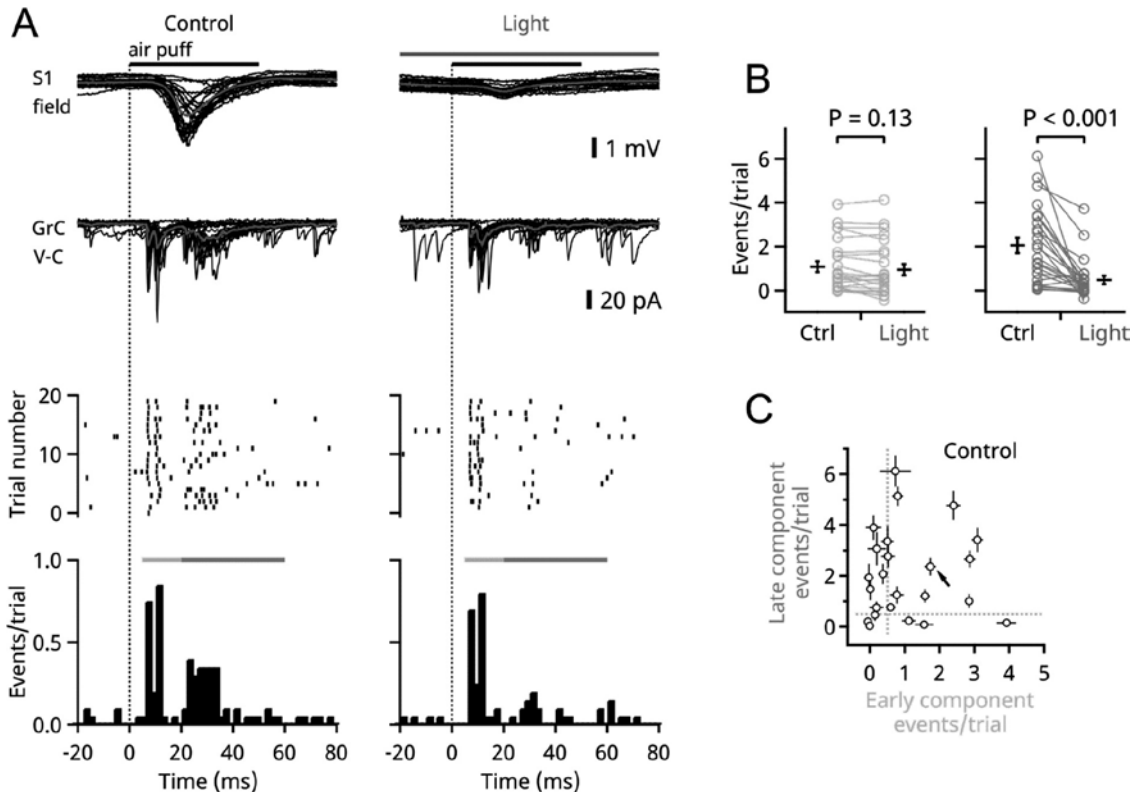 A
Control
Light
air puff
S1
field
1 mV
GrC
V-C
20 pA
Trial number
20
10
0
Events/trial
1.0
0.5
0.0
-20 0 20 40 60 80
Time (ms)
-20 0 20 40 60 80
Time (ms)
B
P = 0.13
P < 0.001
Events/trial
6
4
2
0
Ctrl
Light
Ctrl
Light
C
Control
Late component
events/trial
6
4
2
0
0 1 2 3 4 5
Early component
events/trial